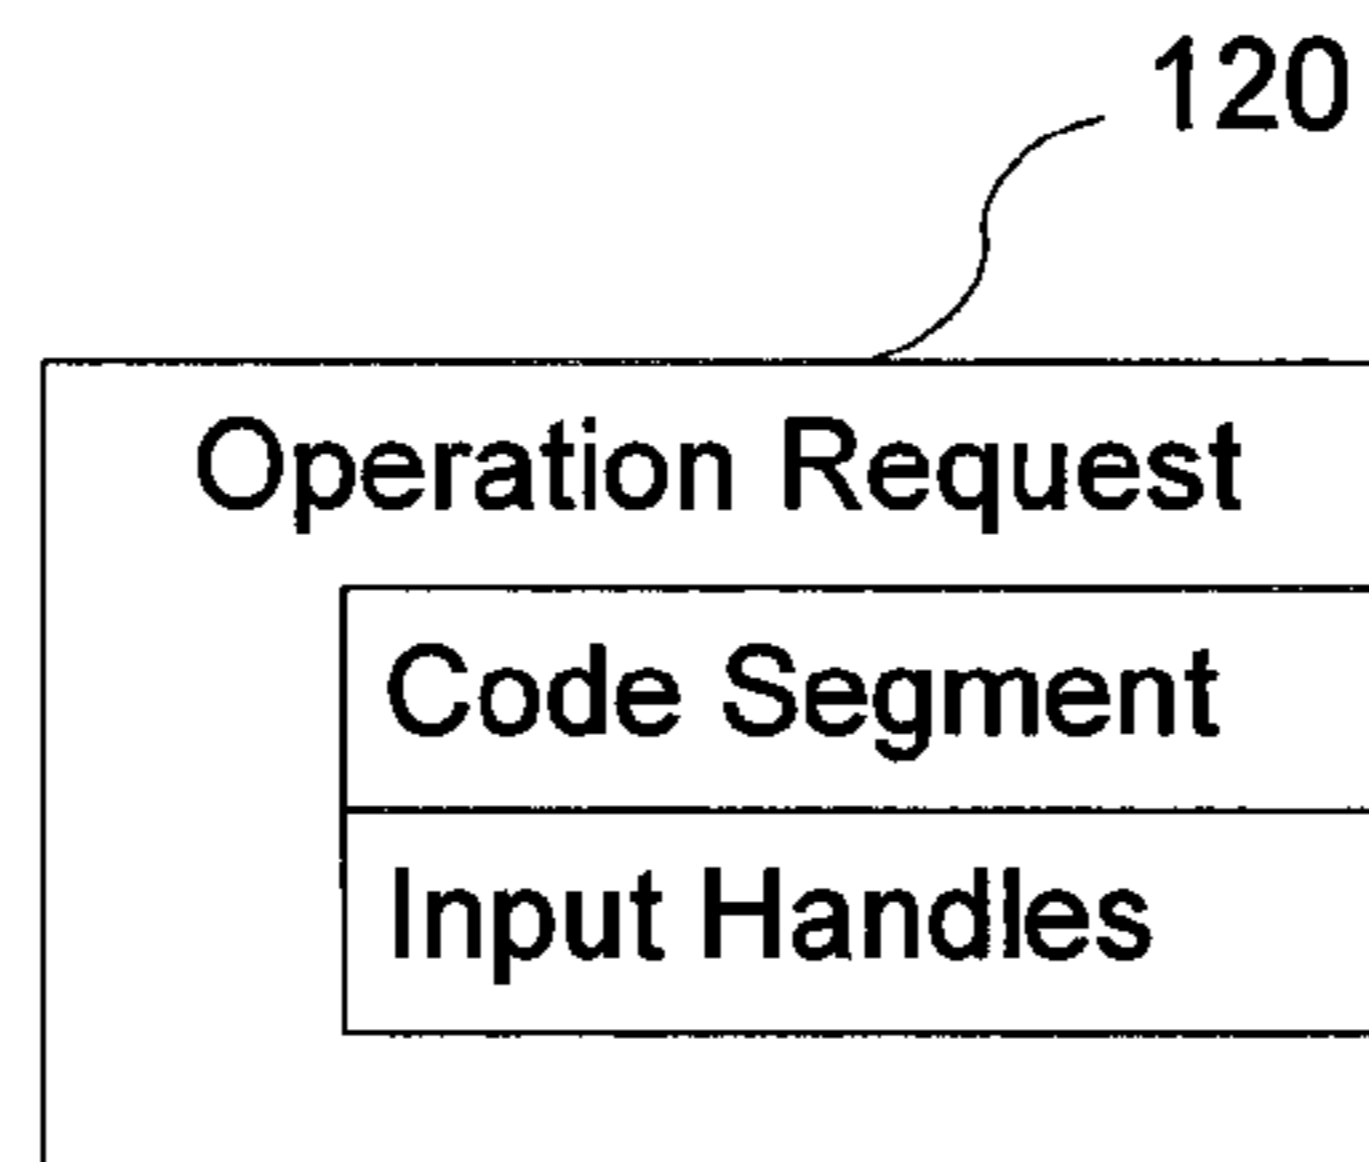 120
Operation Request
Code Segment
Input Handles